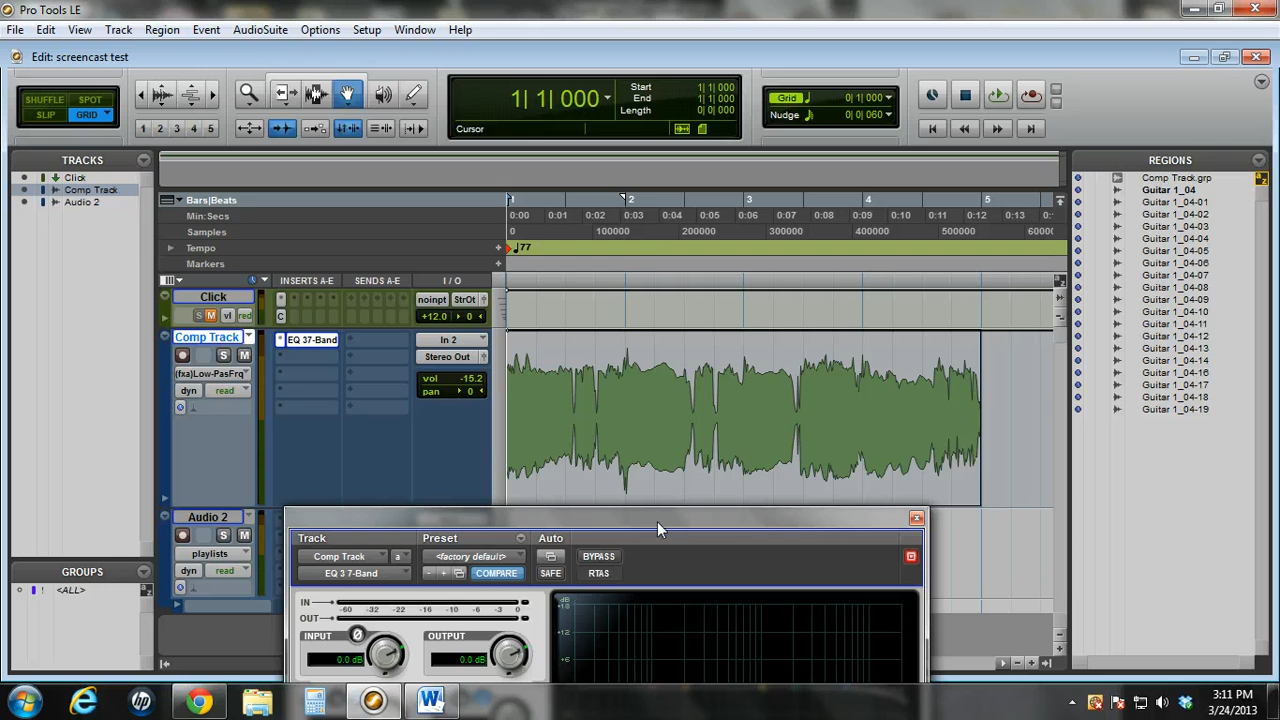 Pro Tools LE
File Edit View Track Region Event AudioSuite Options Setup Window Help
Edit: screencast test
SHUFFLE SPOT
SLIP GRID
1 2 3 4 5
1| 1| 000
Start 1| 1| 000
End 1| 1| 000
Length 0| 0| 000
Cursor
Grid 0| 1| 000
Nudge 0| 0| 060
TRACKS
Click
Comp Track
Audio 2
GROUPS
! <ALL>
Bars|Beats 1 2 3 4 5
Min:Secs 0:00 0:01 0:02 0:03 0:04 0:05 0:06 0:07 0:08 0:09 0:10 0:11 0:12 0:13
Samples 0 100000 200000 300000 400000 500000
Tempo 77
Markers
INSERTS A-E SENDS A-E I / O
Click
S M vl red
C
noinpt StrOt
+12.0 0
Comp Track
S M
(fxa)Low-PasFrq
dyn read
EQ 37-Band
In 2
Stereo Out
vol -15.2
pan 0
Audio 2
S M
playlists
dyn read
Track Preset Auto
Comp Track a <factory default> BYPASS
EQ 3 7-Band - + COMPARE SAFE RTAS
IN
-60 -32 -22 -16 -10 -6 -3 0
OUT
INPUT OUTPUT
0.0 dB 0.0 dB
dB
+18
+12
+6
REGIONS
Comp Track.grp
Guitar 1_04
Guitar 1_04-01
Guitar 1_04-02
Guitar 1_04-03
Guitar 1_04-04
Guitar 1_04-05
Guitar 1_04-06
Guitar 1_04-07
Guitar 1_04-08
Guitar 1_04-09
Guitar 1_04-10
Guitar 1_04-11
Guitar 1_04-12
Guitar 1_04-13
Guitar 1_04-14
Guitar 1_04-16
Guitar 1_04-17
Guitar 1_04-18
Guitar 1_04-19
3:11 PM
3/24/2013